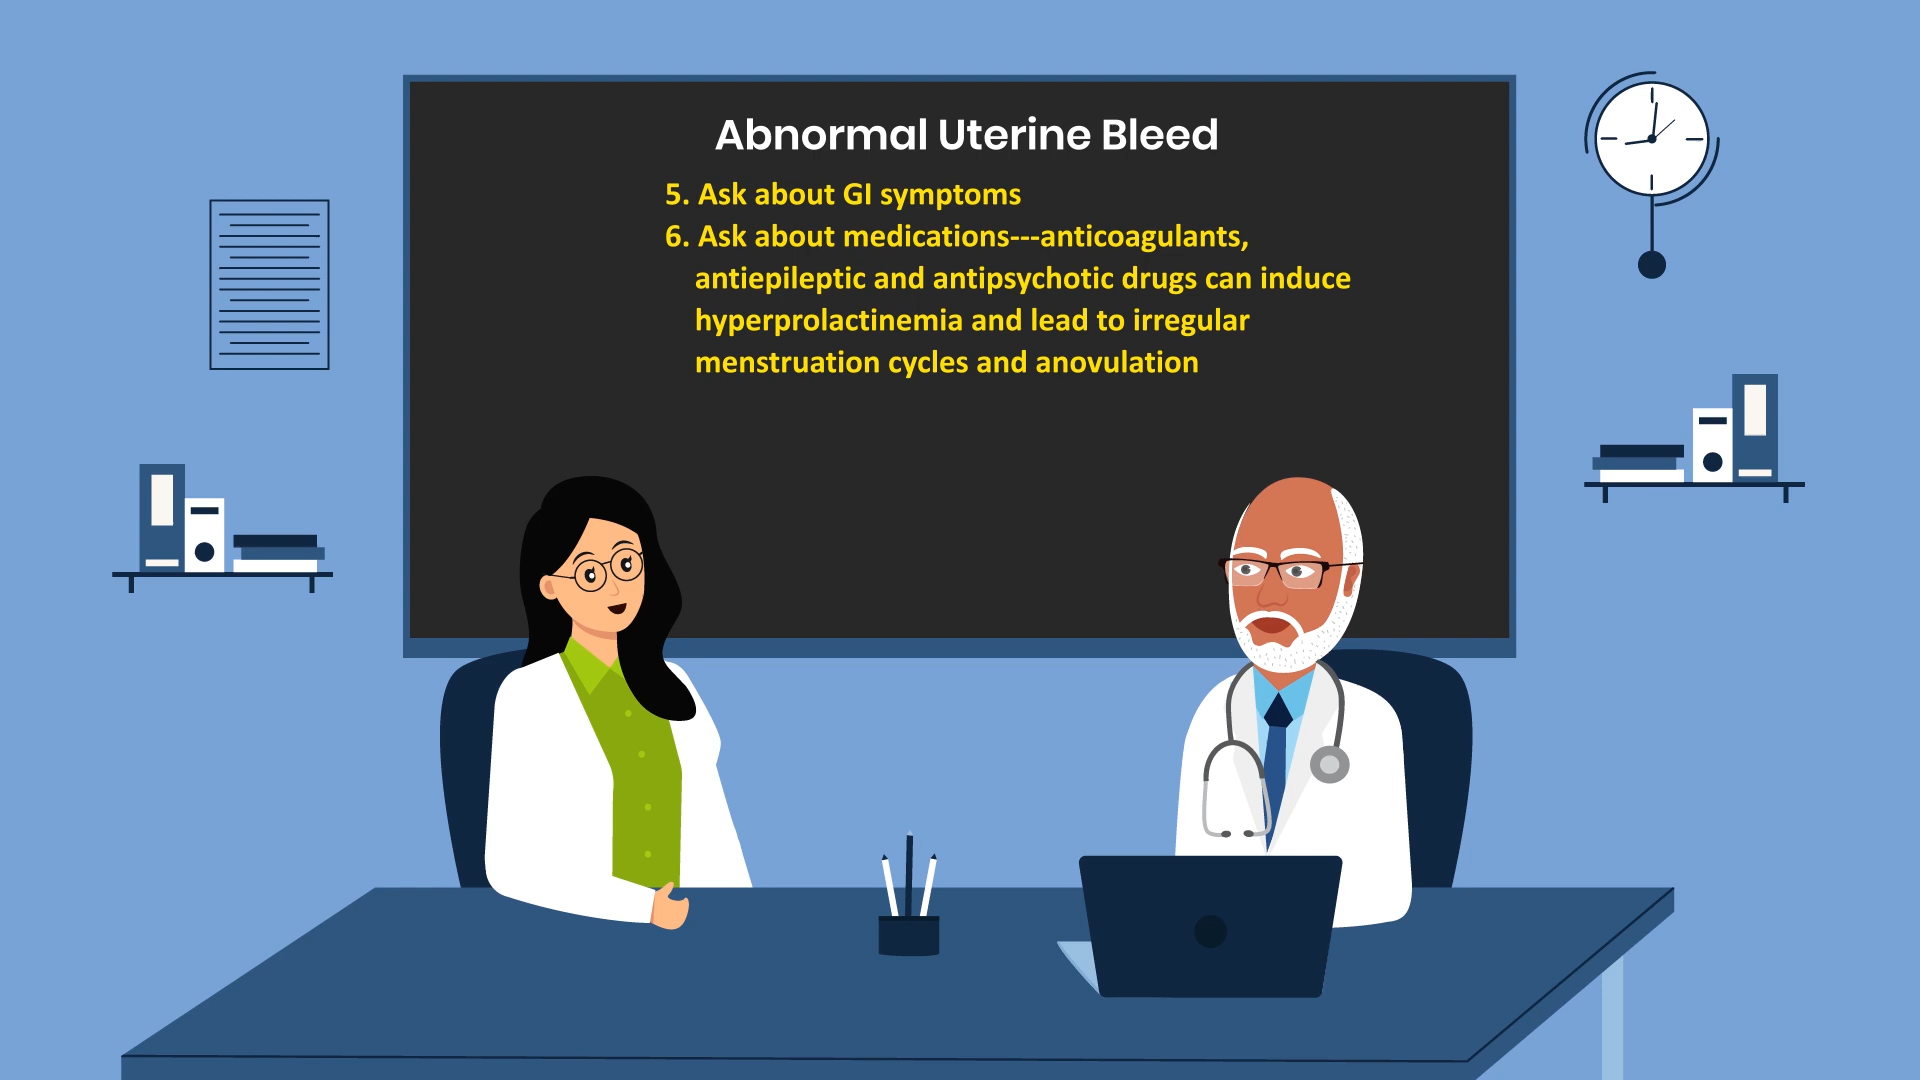 Abnormal Uterine Bleed
5. Ask about GI symptoms
6. Ask about medications---anticoagulants,
antiepileptic and antipsychotic drugs can induce
hyperprolactinemia and lead to irregular
menstruation cycles and anovulation